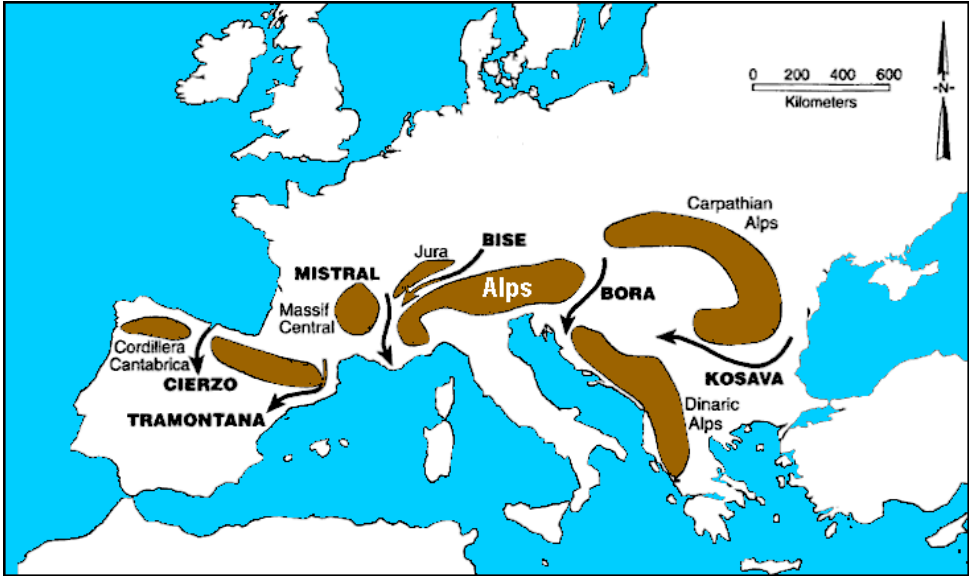 0 200 400 600
Kilometers
-N-
Carpathian
Alps
Jura
BISE
MISTRAL
Alps
BORA
Massif
Central
Cordillera
Cantabrica
CIERZO
KOSAVA
TRAMONTANA
Dinaric
Alps